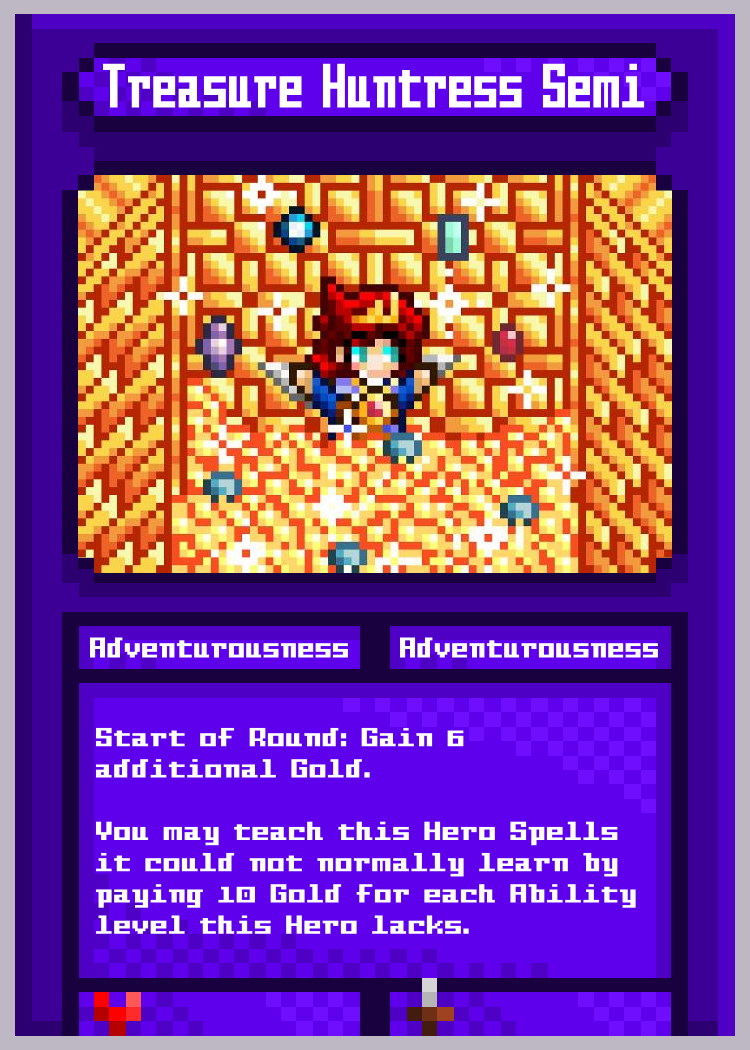 Treasure Huntress Semi
Adventurousness
Adventurousness
Start of Round: Gain 6
additional Gold.
You may teach this Hero Spells
it could not normally learn by
paying 10 Gold for each Ability
level this Hero lacks.